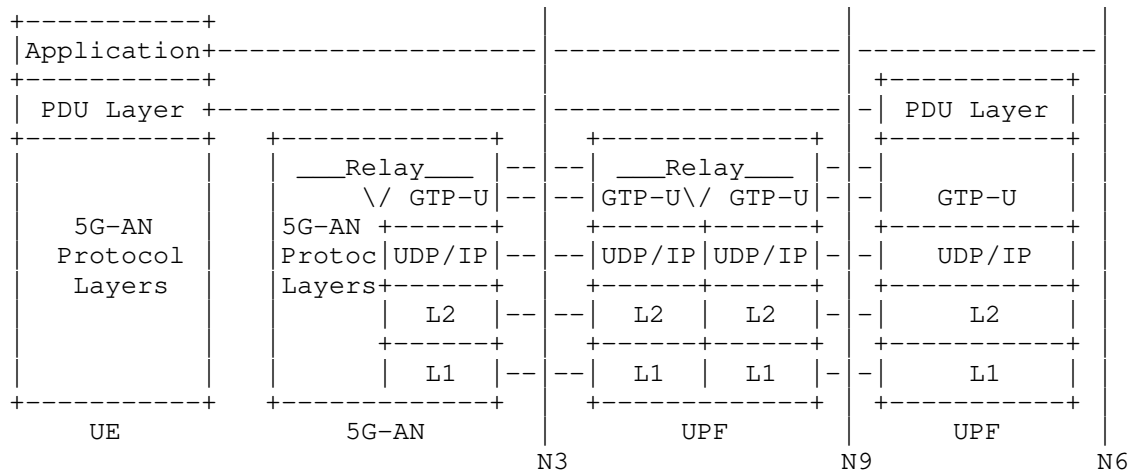 Application
PDU Layer PDU Layer
___Relay___ ___Relay___
\/ GTP-U GTP-U\/ GTP-U GTP-U
5G-AN 5G-AN
Protocol Protoc UDP/IP UDP/IP UDP/IP UDP/IP
Layers Layers
L2 L2 L2 L2
L1 L1 L1 L1
UE 5G-AN UPF UPF
N3 N9 N6